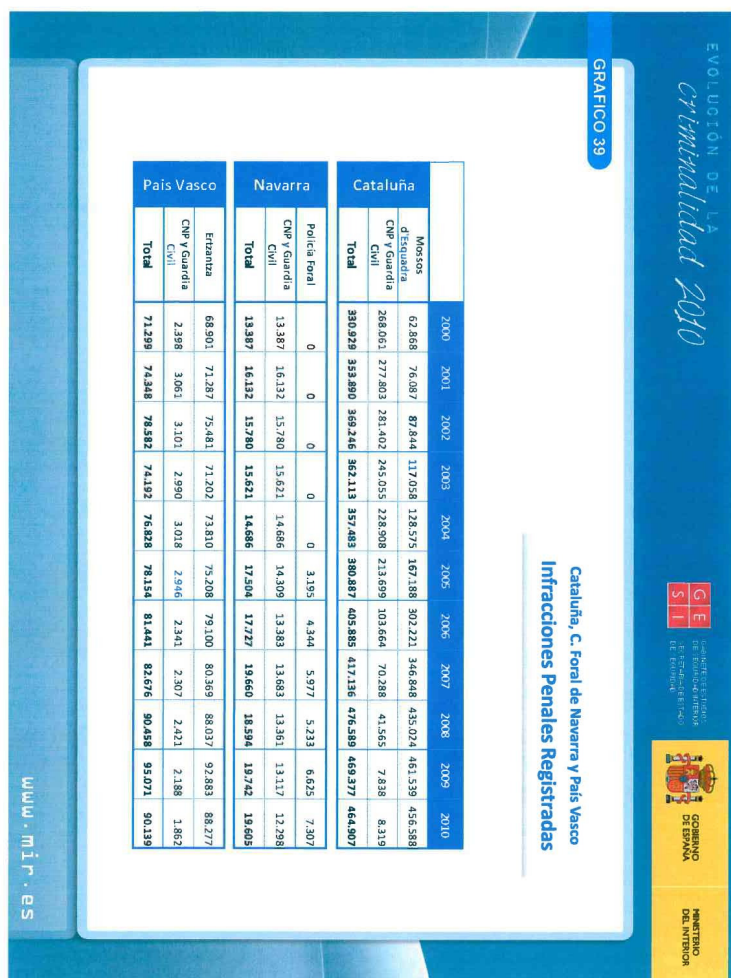 EVOLUCIÓN DE LA
criminalidad 2010
G E
S I
GABINETE DE ESTUDIOS
DE SEGURIDAD INTERIOR
SECRETARÍA DE ESTADO
DE SEGURIDAD
GOBIERNO
DE ESPAÑA
MINISTERIO
DEL INTERIOR
GRAFICO 39
Cataluña, C. Foral de Navarra y País Vasco
Infracciones Penales Registradas
2000 2001 2002 2003 2004 2005 2006 2007 2008 2009 2010
Cataluña
Mossos
d'Esquadra
62.868 76.087 87.844 117.058 128.575 167.188 302.221 346.848 435.024 461.539 456.588
CNP y Guardia
Civil
268.061 277.803 281.402 245.055 228.908 213.699 103.664 70.288 41.565 7.838 8.319
Total 330.929 353.890 369.246 362.113 357.483 380.887 405.885 417.136 476.589 469.377 464.907
Navarra
Policía Foral 0 0 0 0 0 3.195 4.344 5.977 5.233 6.625 7.307
CNP y Guardia
Civil
13.387 16.132 15.780 15.621 14.686 14.309 13.383 13.683 13.361 13.117 12.298
Total 13.387 16.132 15.780 15.621 14.686 17.504 17.727 19.660 18.594 19.742 19.605
País Vasco
Ertzantza 68.901 71.287 75.481 71.202 73.810 75.208 79.100 80.369 88.037 92.883 88.277
CNP y Guardia
Civil
2.398 3.061 3.101 2.990 3.018 2.946 2.341 2.307 2.421 2.188 1.862
Total 71.299 74.348 78.582 74.192 76.828 78.154 81.441 82.676 90.458 95.071 90.139
www.mir.es